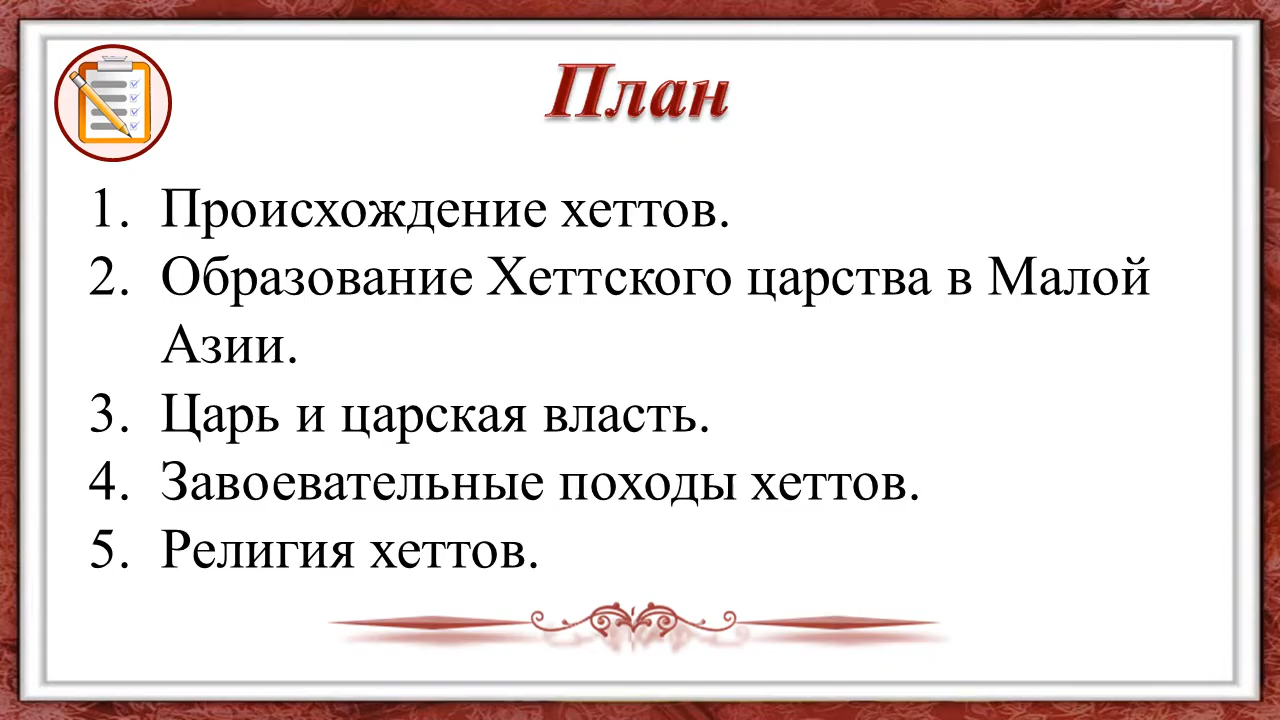 План
1. Происхождение хеттов.
2. Образование Хеттского царства в Малой
Азии.
3. Царь и царская власть.
4. Завоевательные походы хеттов.
5. Религия хеттов.